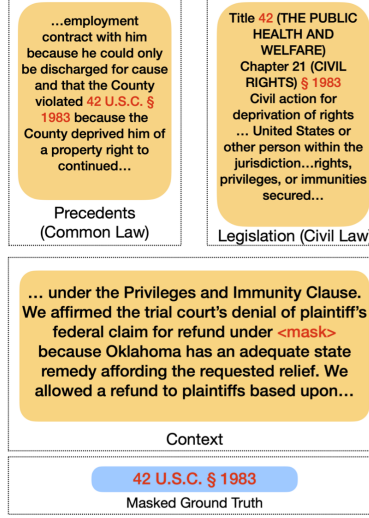 …employment
contract with him
because he could only
be discharged for cause
and that the County
violated 42 U.S.C. §
1983 because the
County deprived him of
a property right to
continued…
Precedents
(Common Law)
Title 42 (THE PUBLIC
HEALTH AND
WELFARE)
Chapter 21 (CIVIL
RIGHTS) § 1983
Civil action for
deprivation of rights
… United States or
other person within the
jurisdiction…rights,
privileges, or immunities
secured…
Legislation (Civil Law
… under the Privileges and Immunity Clause.
We affirmed the trial court’s denial of plaintiff’s
federal claim for refund under <mask>
because Oklahoma has an adequate state
remedy affording the requested relief. We
allowed a refund to plaintiffs based upon…
Context
42 U.S.C. § 1983
Masked Ground Truth